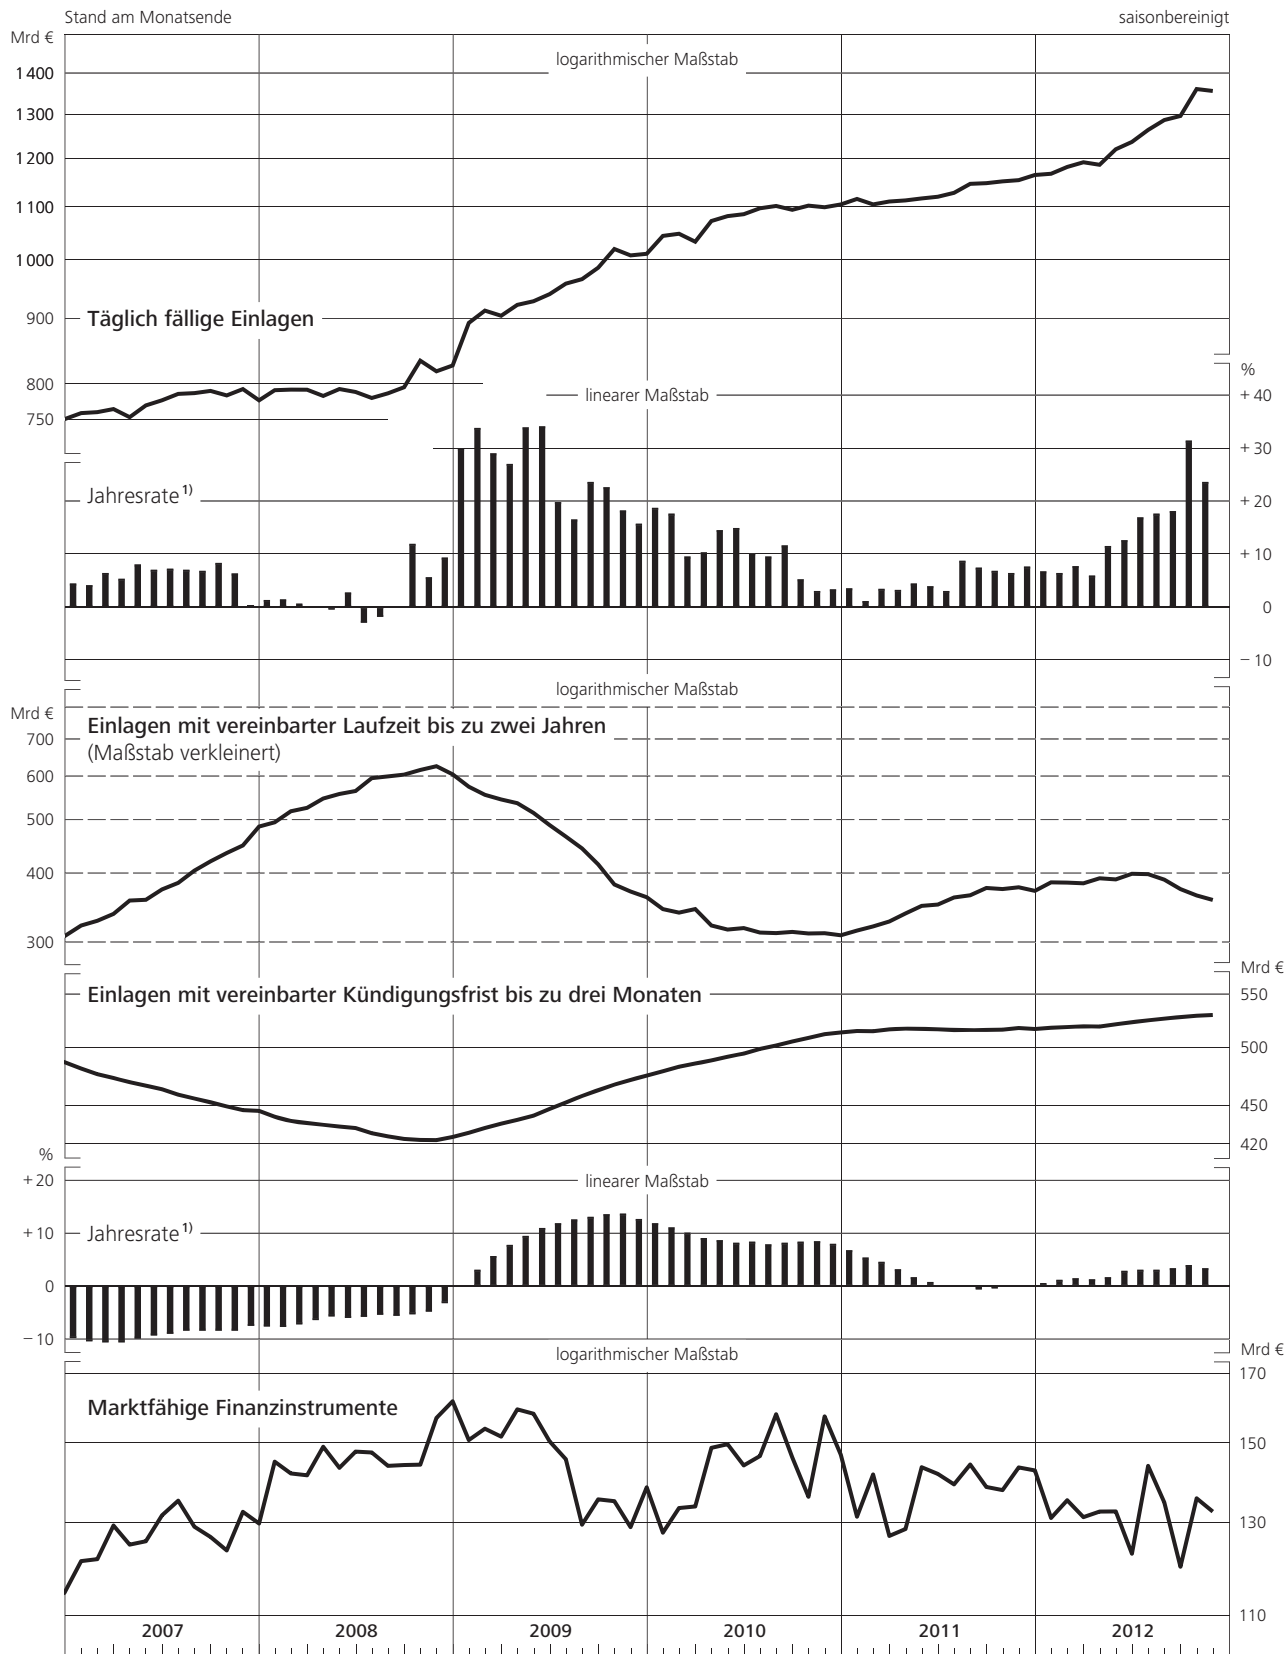 Stand am Monatsende
saisonbereinigt
Mrd €
logarithmischer Maßstab
1 400
1 300
1 200
1 100
1 000
900
Täglich fällige Einlagen
800
750
%
linearer Maßstab
+ 40
+ 30
Jahresrate 1)
+ 20
+ 10
0
− 10
logarithmischer Maßstab
Mrd €
Einlagen mit vereinbarter Laufzeit bis zu zwei Jahren
(Maßstab verkleinert)
700
600
500
400
300
Mrd €
Einlagen mit vereinbarter Kündigungsfrist bis zu drei Monaten
550
500
450
420
%
+ 20
linearer Maßstab
+ 10
Jahresrate 1)
0
− 10
logarithmischer Maßstab
Mrd €
170
Marktfähige Finanzinstrumente
150
130
110
2007 2008 2009 2010 2011 2012